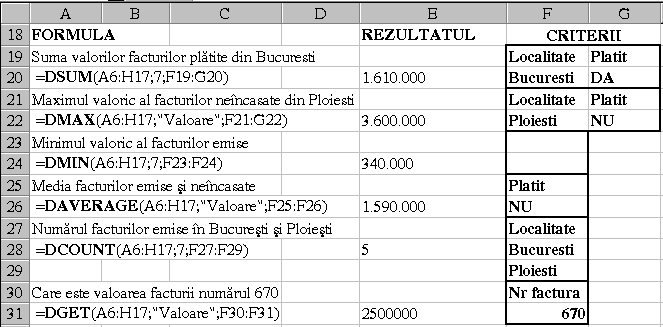 A B C D E F G
18 FORMULA REZULTATUL CRITERII
19 Suma valorilor facturilor plătite din Bucuresti Localitate Platit
20 =DSUM(A6:H17;7;F19:G20) 1.610.000 Bucuresti DA
21 Maximul valoric al facturilor neîncasate din Ploiesti Localitate Platit
22 =DMAX(A6:H17;"Valoare";F21:G22) 3.600.000 Ploiesti NU
23 Minimul valoric al facturilor emise
24 =DMIN(A6:H17;7;F23:F24) 340.000
25 Media facturilor emise şi neîncasate Platit
26 =DAVERAGE(A6:H17;"Valoare";F25:F26) 1.590.000 NU
27 Numărul facturilor emise în Bucureşti şi Ploieşti Localitate
28 =DCOUNT(A6:H17;7;F27:F29) 5 Bucuresti
29 Ploiesti
30 Care este valoarea facturii numărul 670 Nr factura
31 =DGET(A6:H17;"Valoare";F30:F31) 2500000 670